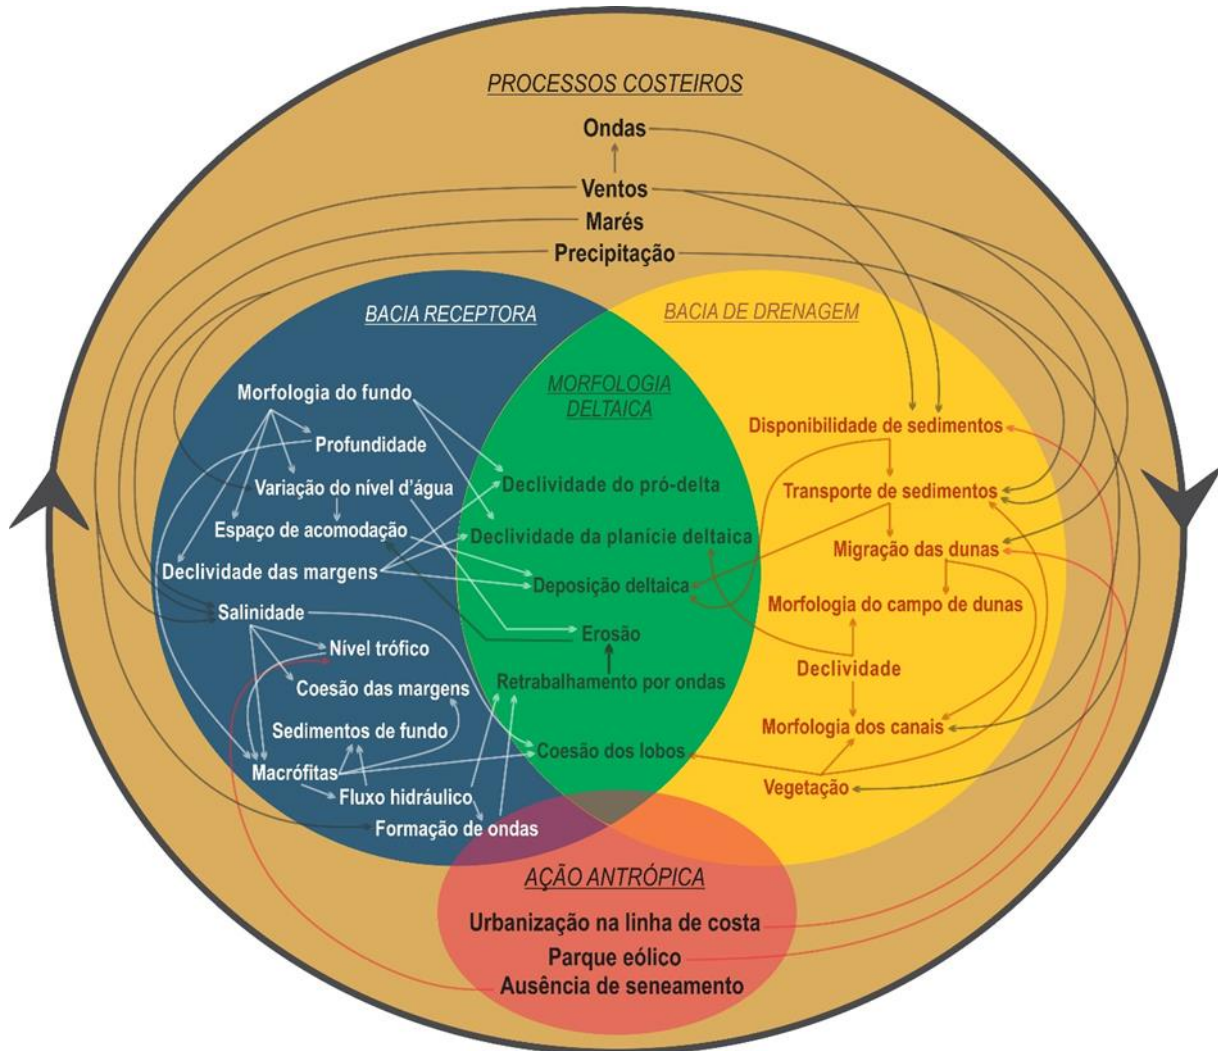 PROCESSOS COSTEIROS
Ondas
Ventos
Marés
Precipitação
BACIA RECEPTORA
Morfologia do fundo
Profundidade
Variação do nível d'água
Espaço de acomodação
Declividade das margens
Salinidade
Nível trófico
Coesão das margens
Sedimentos de fundo
Macrófitas
Fluxo hidráulico
Formação de ondas
MORFOLOGIA
DELTAICA
Declividade do pró-delta
Declividade da planície deltaica
Deposição deltaica
Erosão
Retrabalhamento por ondas
Coesão dos lobos
BACIA DE DRENAGEM
Disponibilidade de sedimentos
Transporte de sedimentos
Migração das dunas
Morfologia do campo de dunas
Declividade
Morfologia dos canais
Vegetação
AÇÃO ANTRÓPICA
Urbanização na linha de costa
Parque eólico
Ausência de seneamento